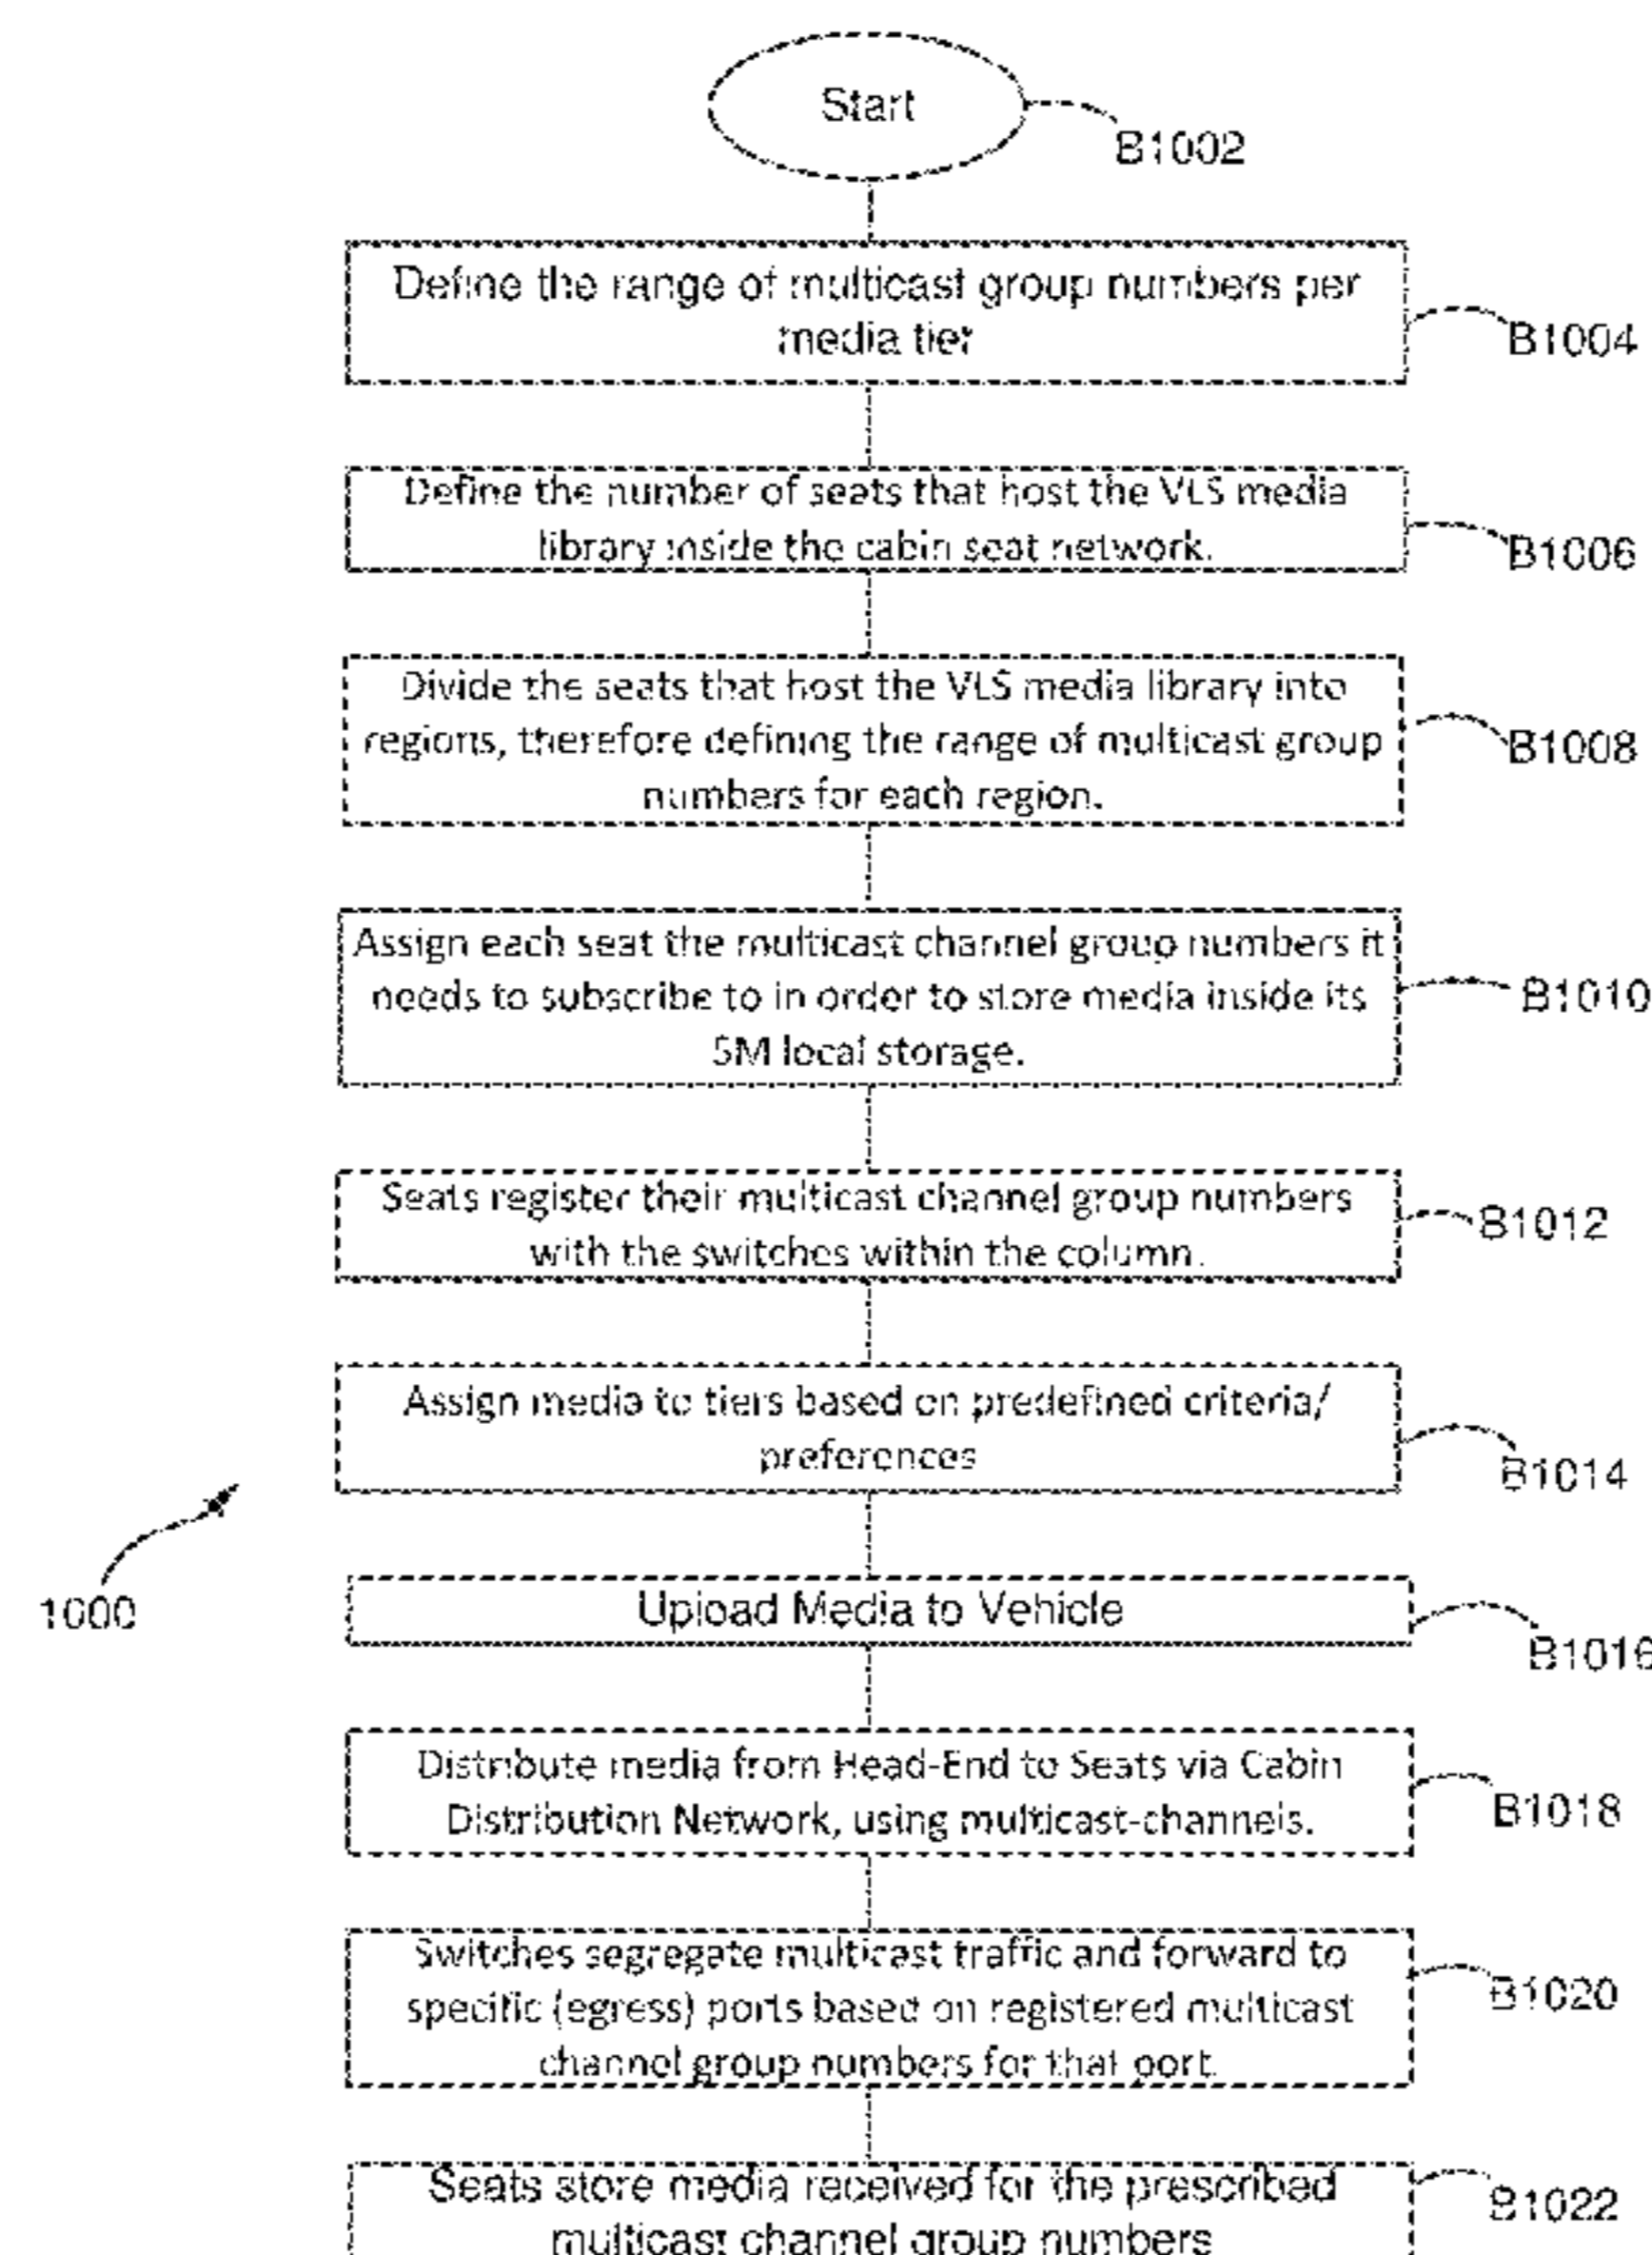 Start
B1002
Define the range of multicast group numbers per
media tier
B1004
Define the number of seats that host the VLS media
library inside the cabin seat network.
B1006
Divide the seats that host the VLS media library into
regions, therefore defining the range of multicast group
numbers for each region.
B1008
Assign each seat the multicast channel group numbers it
needs to subscribe to in order to store media inside its
SM local storage.
B1010
Seats register their multicast channel group numbers
with the switches within the column.
B1012
Assign media to tiers based on predefined criteria/
preferences
B1014
1000
Upload Media to Vehicle
B1016
Distribute media from Head-End to Seats via Cabin
Distribution Network, using multicast-channels.
B1018
Switches segregate multicast traffic and forward to
specific (egress) ports based on registered multicast
channel group numbers for that port.
B1020
Seats store media received for the prescribed
multicast channel group numbers
B1022